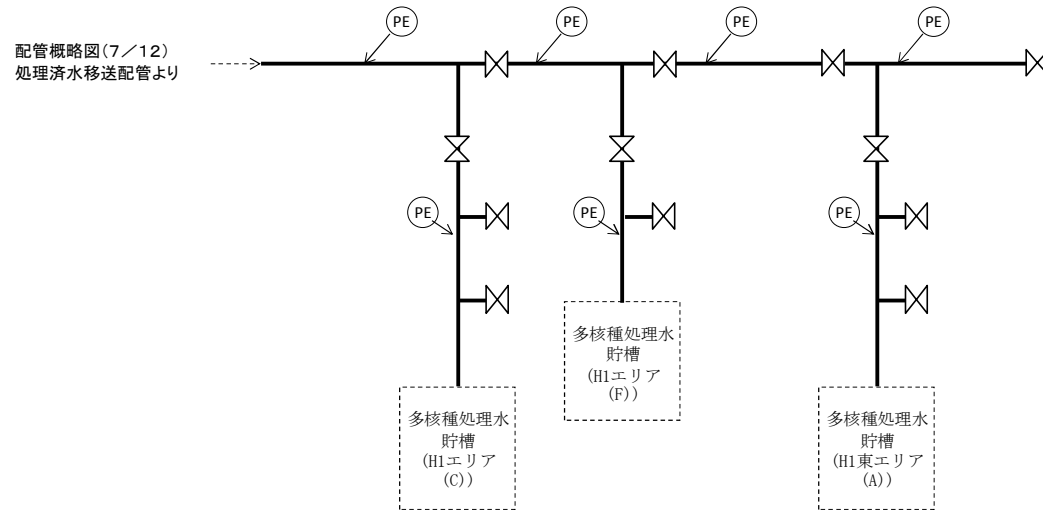 PE
PE
PE
PE
配管概略図(7/12)
処理済水移送配管より
PE
PE
PE
多核種処理水
貯槽
(H1エリア
(F))
多核種処理水
貯槽
(H1エリア
(C))
多核種処理水
貯槽
(H1東エリア
(A))